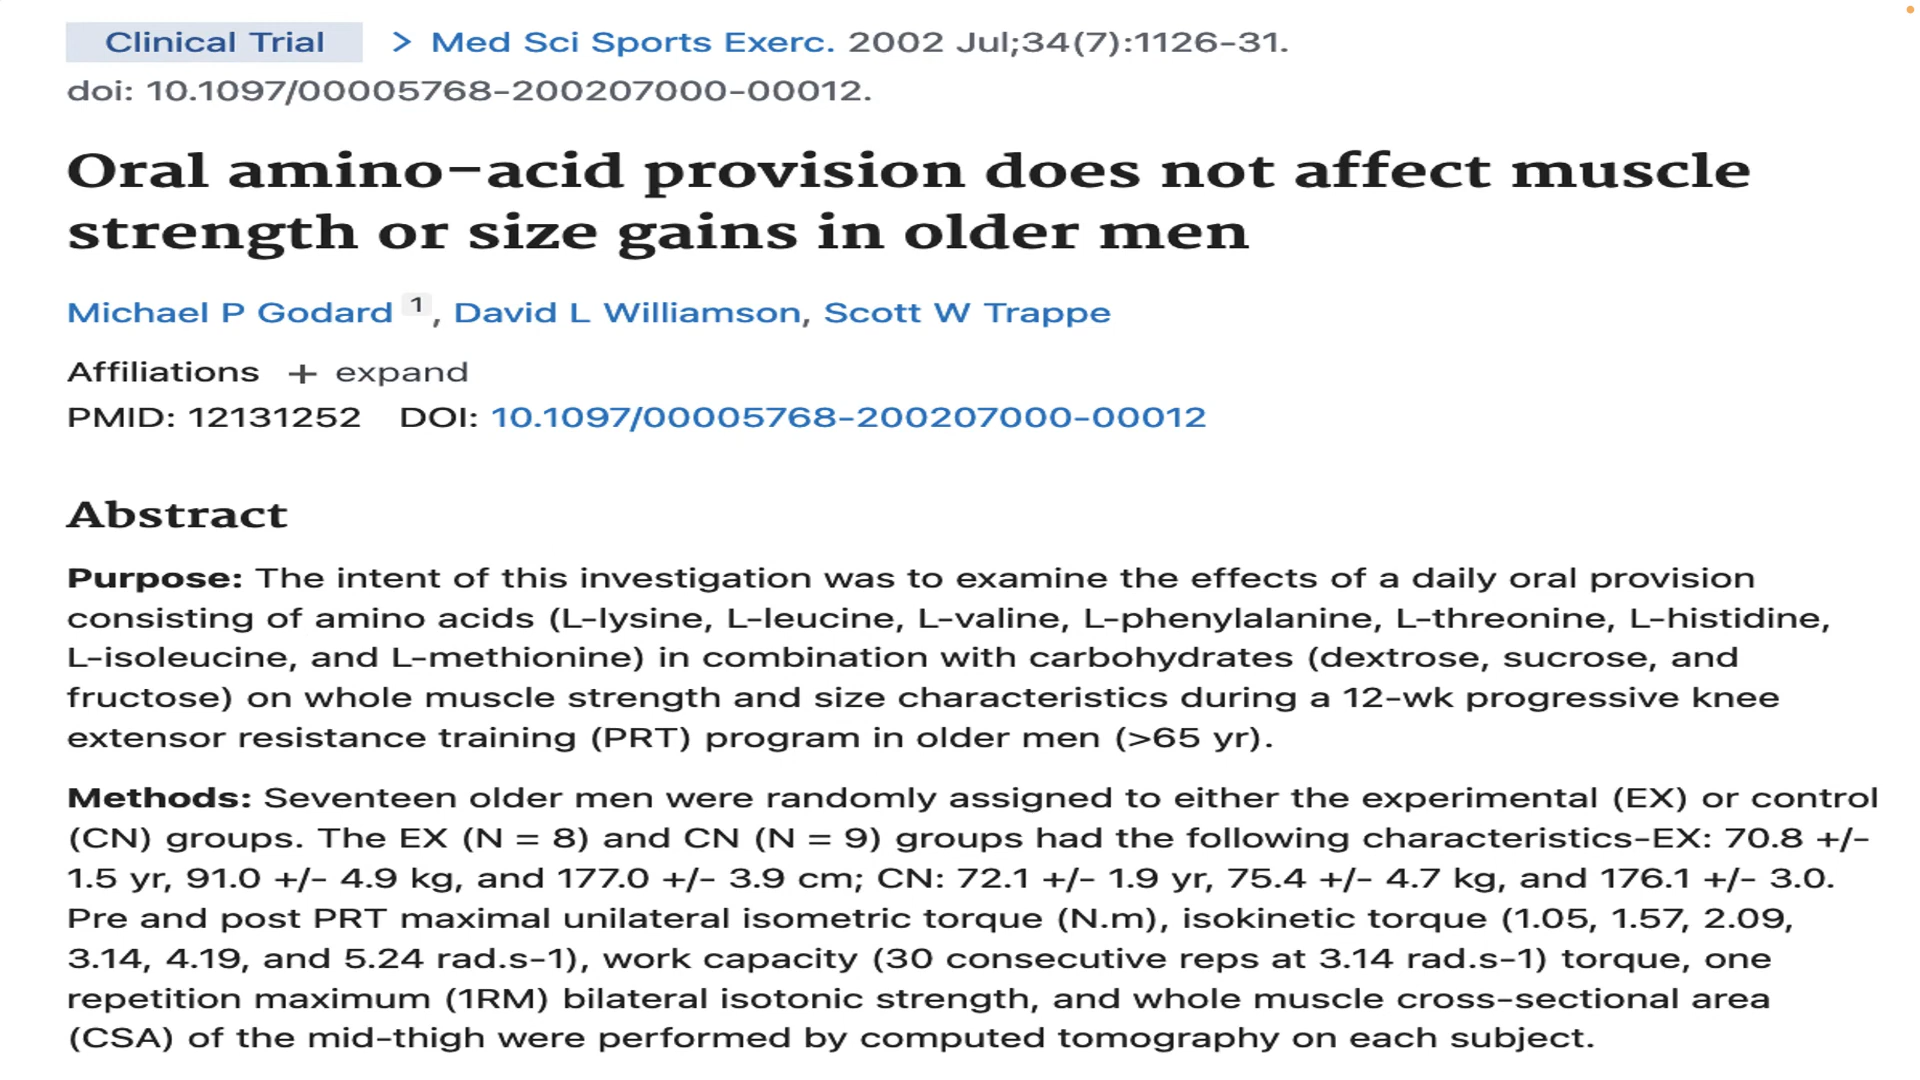 Clinical Trial > Med Sci Sports Exerc. 2002 Jul;34(7):1126-31.
doi: 10.1097/00005768-200207000-00012.
Oral amino-acid provision does not affect muscle
strength or size gains in older men
Michael P Godard 1, David L Williamson, Scott W Trappe
Affiliations + expand
PMID: 12131252 DOI: 10.1097/00005768-200207000-00012
Abstract
Purpose: The intent of this investigation was to examine the effects of a daily oral provision
consisting of amino acids (L-lysine, L-leucine, L-valine, L-phenylalanine, L-threonine, L-histidine,
L-isoleucine, and L-methionine) in combination with carbohydrates (dextrose, sucrose, and
fructose) on whole muscle strength and size characteristics during a 12-wk progressive knee
extensor resistance training (PRT) program in older men (>65 yr).
Methods: Seventeen older men were randomly assigned to either the experimental (EX) or control
(CN) groups. The EX (N = 8) and CN (N = 9) groups had the following characteristics-EX: 70.8 +/-
1.5 yr, 91.0 +/- 4.9 kg, and 177.0 +/- 3.9 cm; CN: 72.1 +/- 1.9 yr, 75.4 +/- 4.7 kg, and 176.1 +/- 3.0.
Pre and post PRT maximal unilateral isometric torque (N.m), isokinetic torque (1.05, 1.57, 2.09,
3.14, 4.19, and 5.24 rad.s-1), work capacity (30 consecutive reps at 3.14 rad.s-1) torque, one
repetition maximum (1RM) bilateral isotonic strength, and whole muscle cross-sectional area
(CSA) of the mid-thigh were performed by computed tomography on each subject.